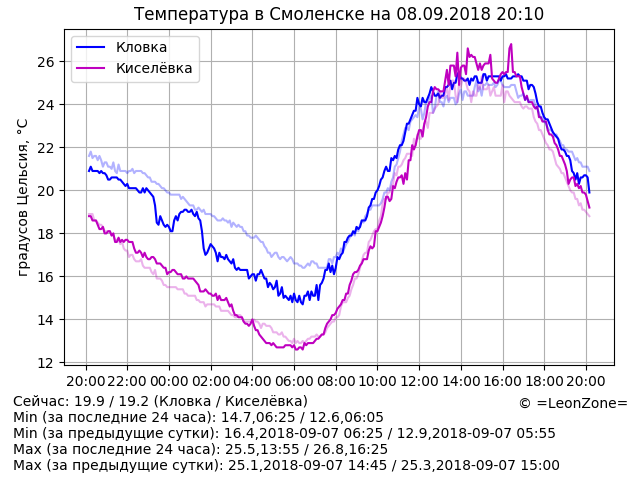 Температура в Смоленске на 08.09.2018 20:10
градусов Цельсия, °C
26
24
22
20
18
16
14
12
Кловка
Киселёвка
20:00 22:00 00:00 02:00 04:00 06:00 08:00 10:00 12:00 14:00 16:00 18:00 20:00
Сейчас: 19.9 / 19.2 (Кловка / Киселёвка)
© =LeonZone=
Min (за последние 24 часа): 14.7,06:25 / 12.6,06:05
Min (за предыдущие сутки): 16.4,2018-09-07 06:25 / 12.9,2018-09-07 05:55
Max (за последние 24 часа): 25.5,13:55 / 26.8,16:25
Max (за предыдущие сутки): 25.1,2018-09-07 14:45 / 25.3,2018-09-07 15:00